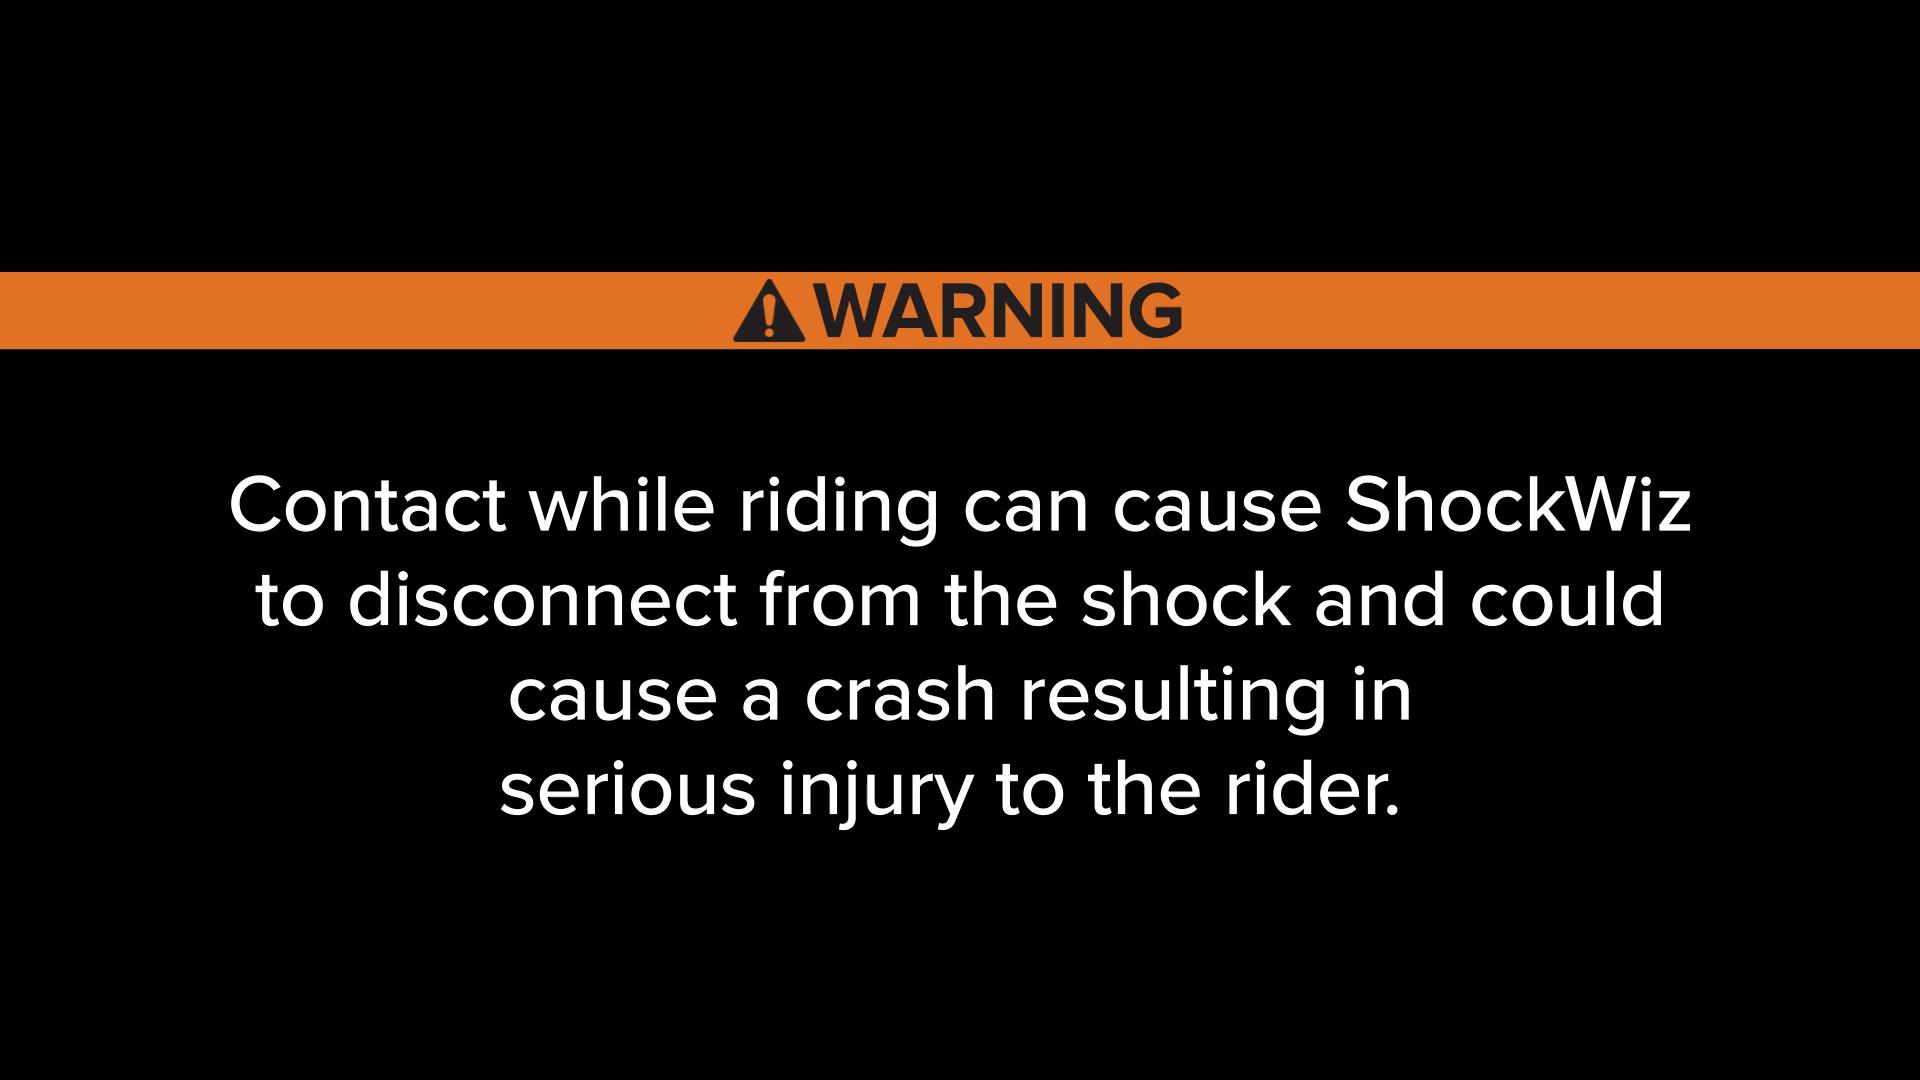 WARNING
Contact while riding can cause ShockWiz
to disconnect from the shock and could
cause a crash resulting in
serious injury to the rider.